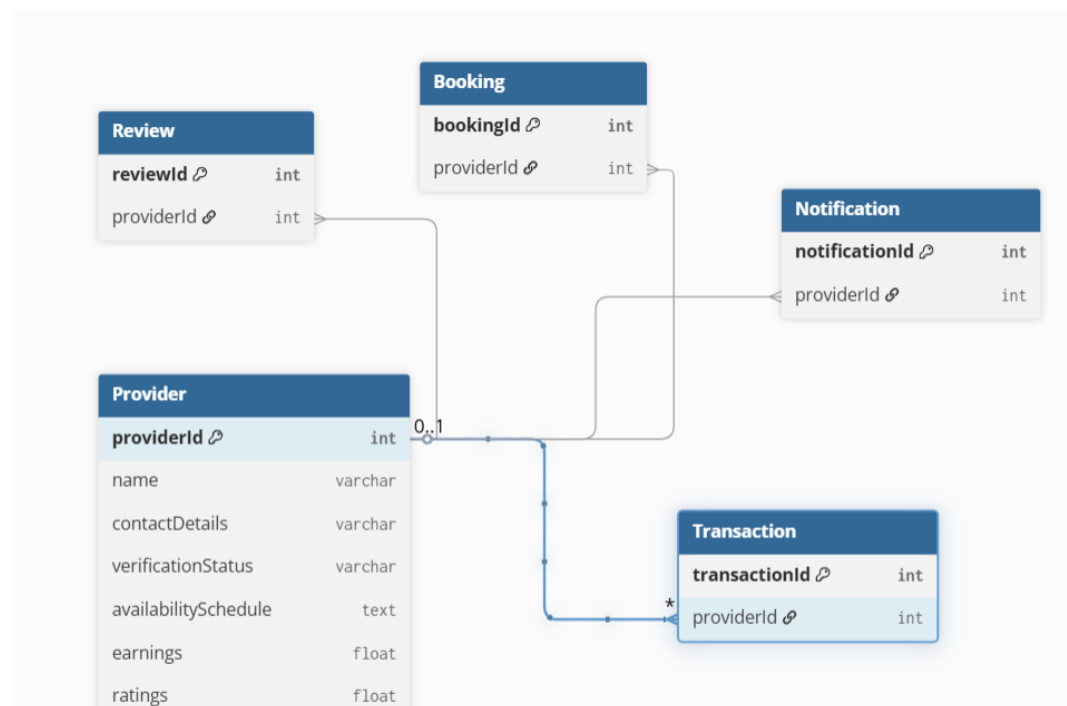 Booking
bookingId int
providerId int
Review
reviewId int
providerId int
Notification
notificationId int
providerId int
Provider
providerId int
name varchar
contactDetails varchar
verificationStatus varchar
availabilitySchedule text
earnings float
ratings float
0..1
*
Transaction
transactionId int
providerId int